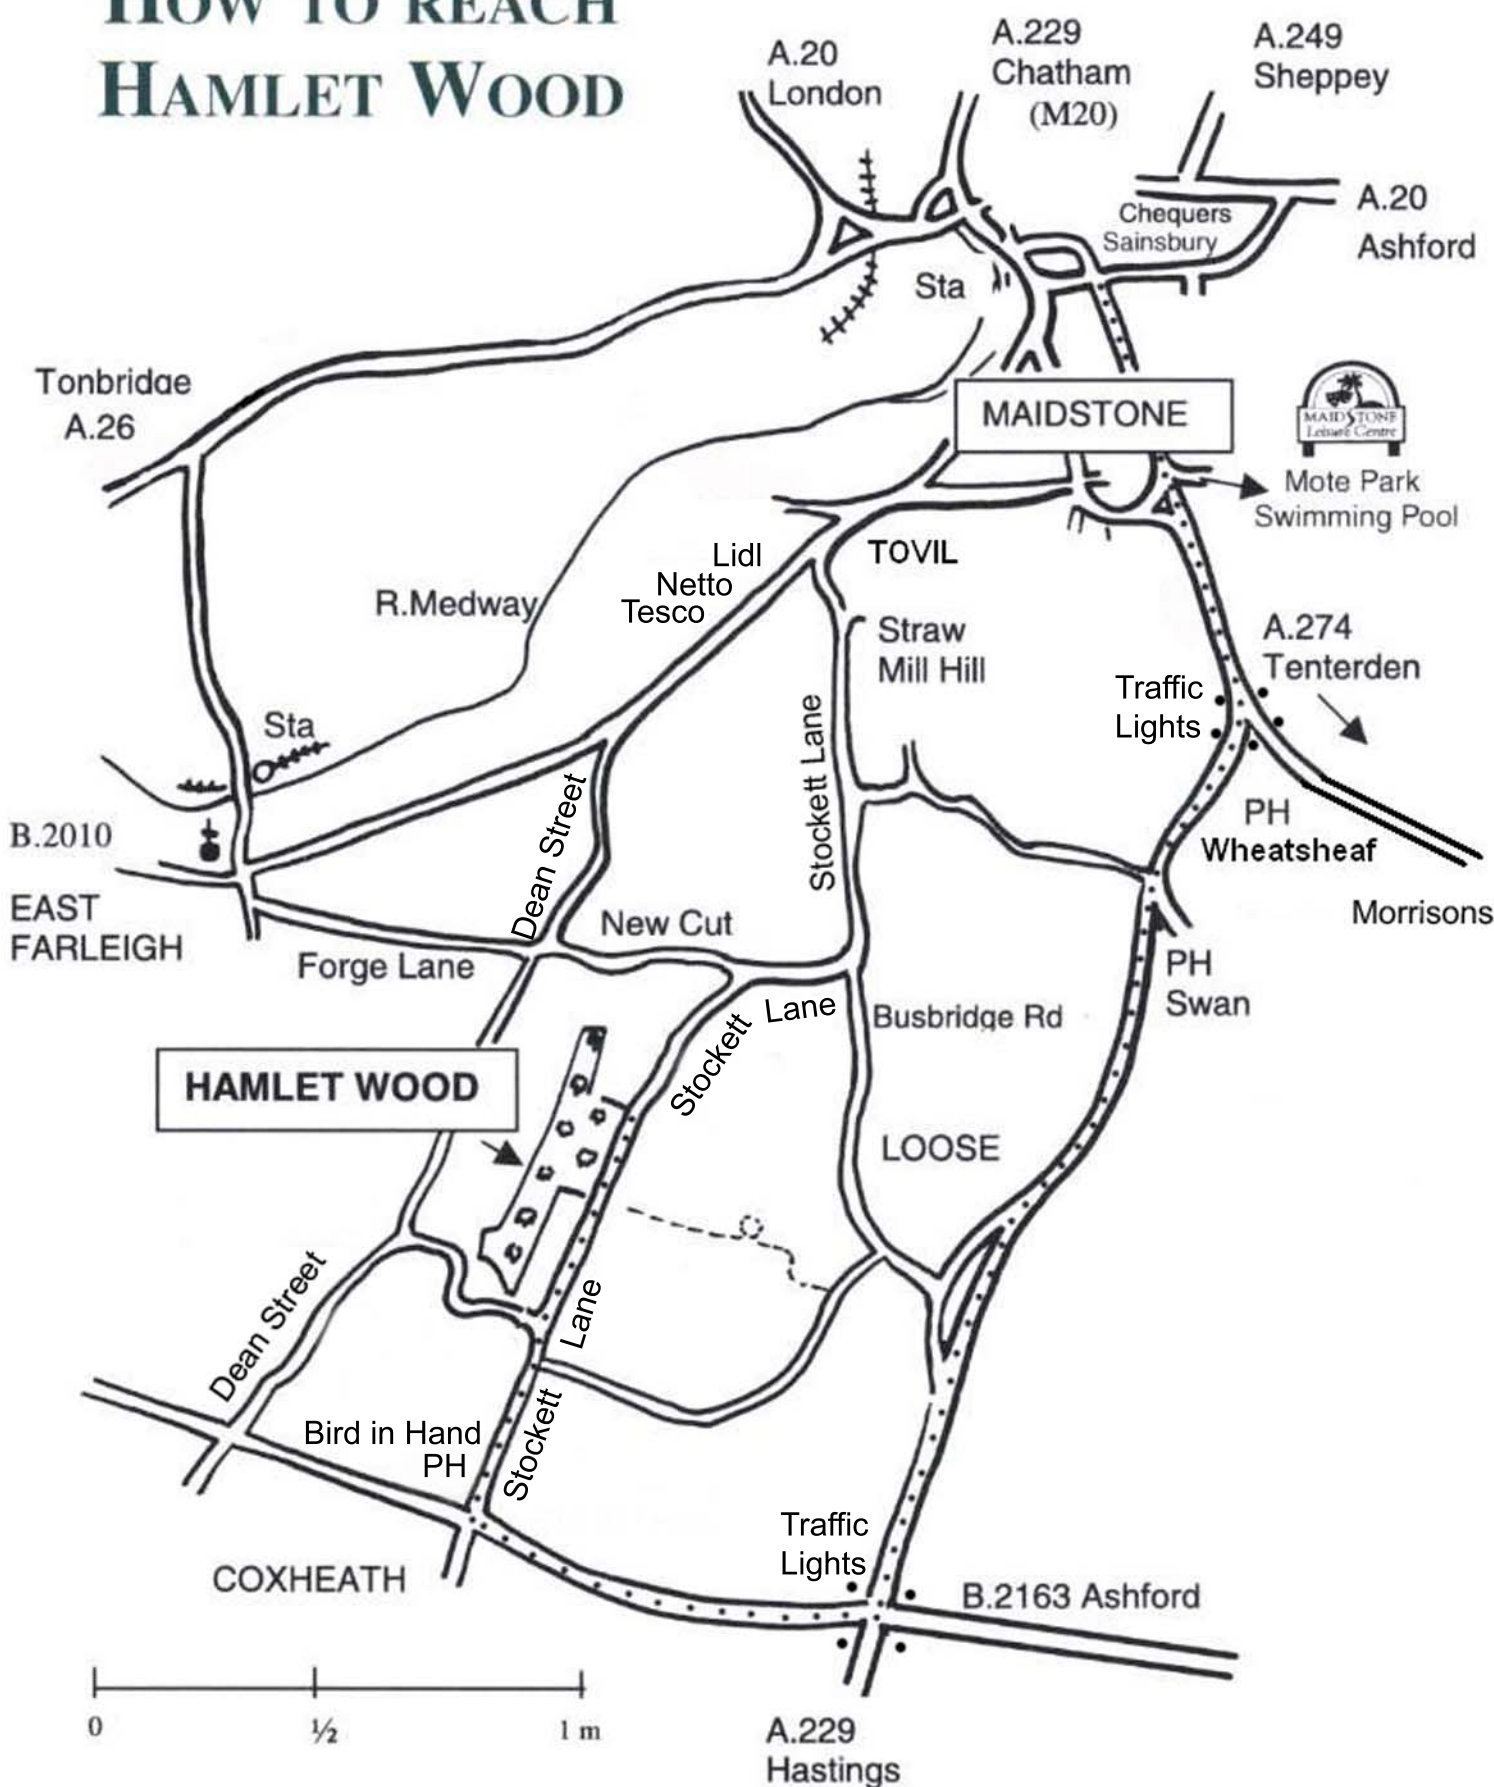 HOW TO REACH
HAMLET WOOD
A.20
London
A.229
Chatham
(M20)
A.249
Sheppey
A.20
Ashford
Chequers
Sainsbury
Sta
Tonbridge
A.26
MAIDSTONE
MAIDSTONE
Leisure Centre
Mote Park
Swimming Pool
Lidl
Netto
Tesco
TOVIL
R.Medway
Straw
Mill Hill
A.274
Tenterden
Traffic
Lights
Sta
Stockett Lane
Dean Street
PH
Wheatsheaf
B.2010
EAST
FARLEIGH
Morrisons
New Cut
Forge Lane
PH
Swan
Stockett
Lane
Busbridge Rd
HAMLET WOOD
LOOSE
Dean Street
Lane
Stockett
Bird in Hand
PH
Traffic
Lights
COXHEATH
B.2163 Ashford
0
½
1 m
A.229
Hastings